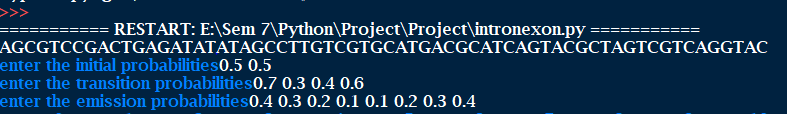 >>>
=========== RESTART: E:\Sem 7\Python\Project\Project\intronexon.py ===========
AGCGTCCGACTGAGATATATAGCCTTGTCGTGCATGACGCATCAGTACGCTAGTCGTCAGGTAC
enter the initial probabilities0.5 0.5
enter the transition probabilities0.7 0.3 0.4 0.6
enter the emission probabilities0.4 0.3 0.2 0.1 0.1 0.2 0.3 0.4